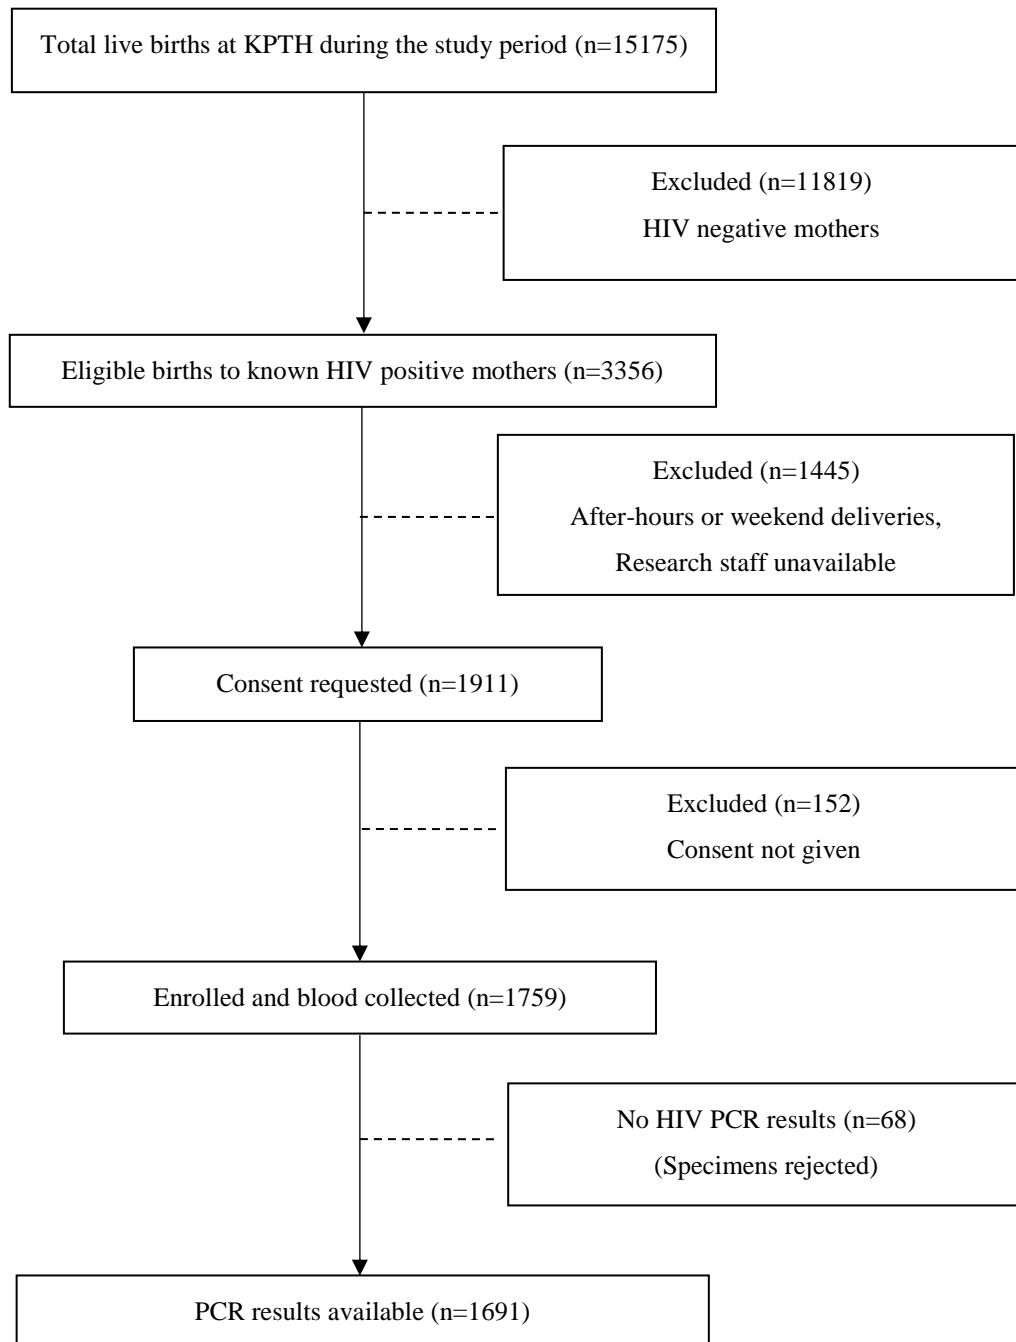 Total live births at KPTH during the study period (n=15175)
Excluded (n=11819)
HIV negative mothers
Eligible births to known HIV positive mothers (n=3356)
Excluded (n=1445)
After-hours or weekend deliveries,
Research staff unavailable
Consent requested (n=1911)
Excluded (n=152)
Consent not given
Enrolled and blood collected (n=1759)
No HIV PCR results (n=68)
(Specimens rejected)
PCR results available (n=1691)